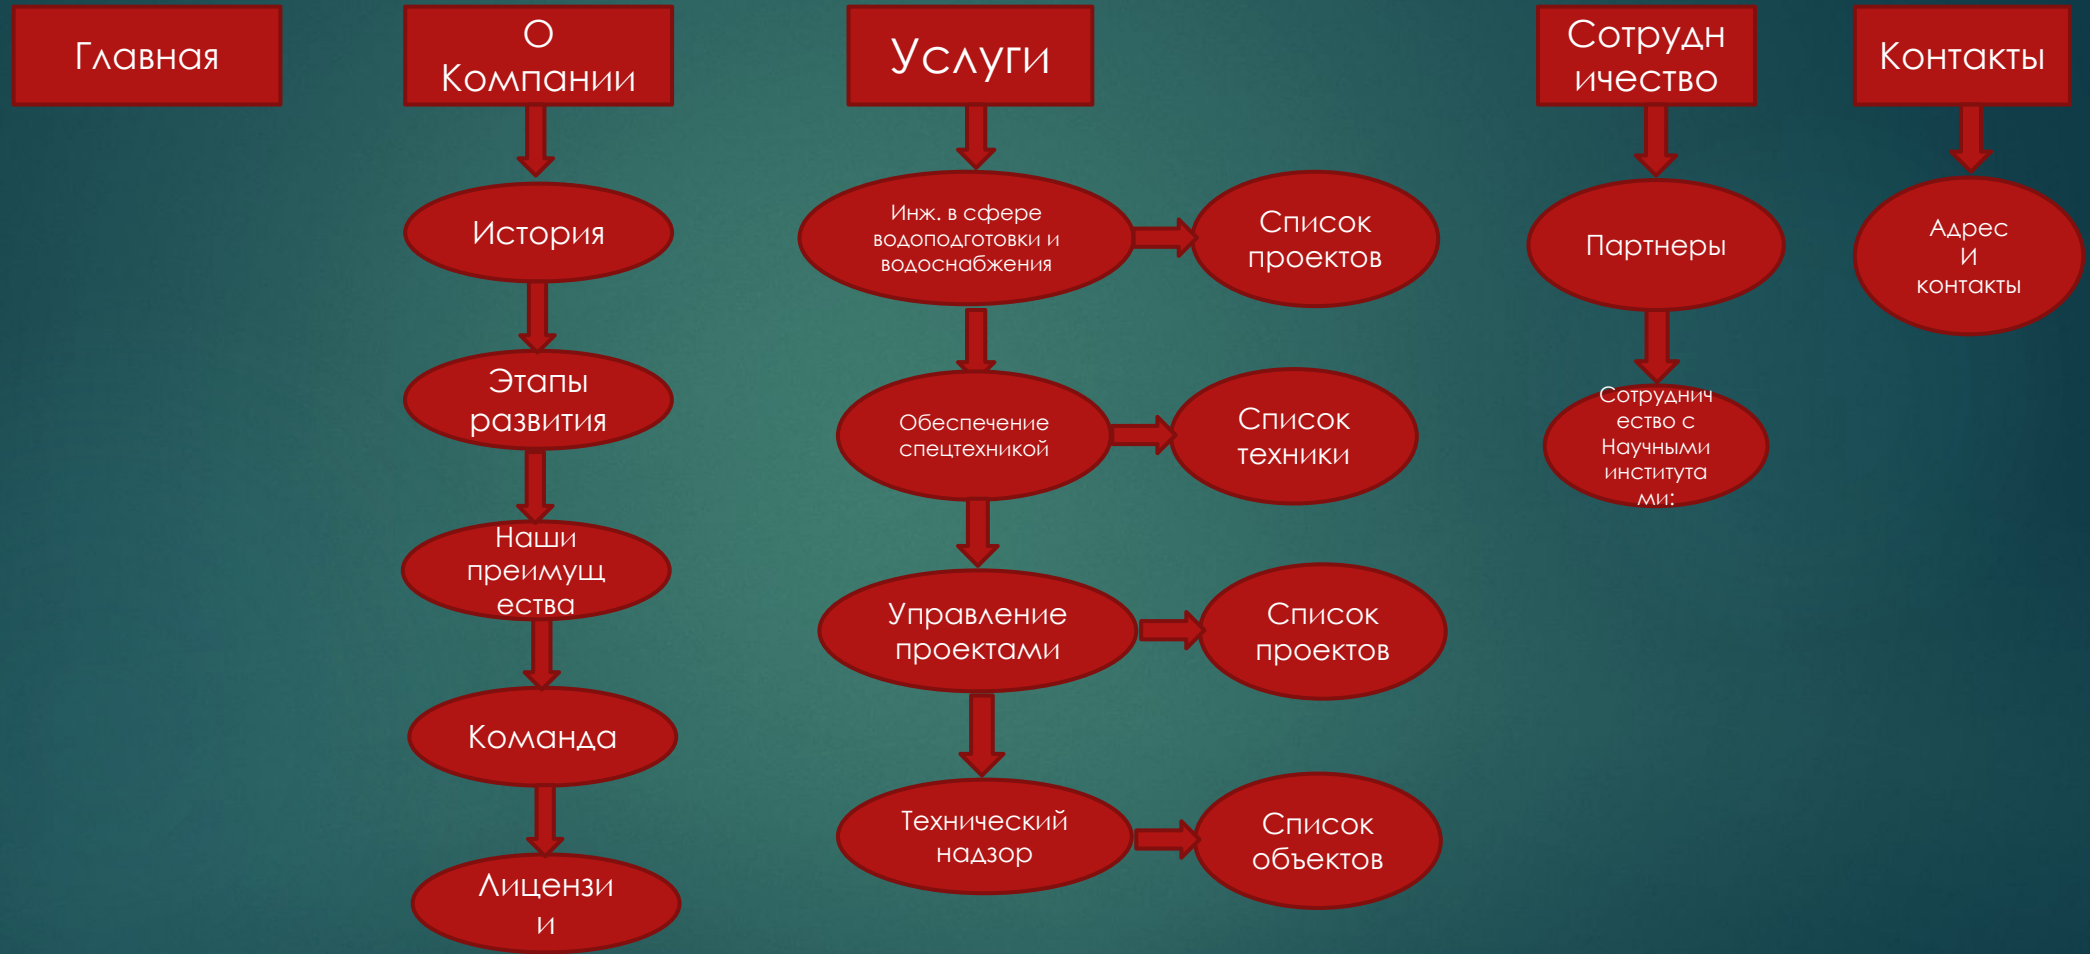 Главная
О
Компании
Услуги
Сотрудн
ичество
Контакты
История
Этапы
развития
Наши
преимущ
ества
Команда
Лицензи
и
Инж. в сфере
водоподготовки и
водоснабжения
Список
проектов
Обеспечение
спецтехникой
Список
техники
Управление
проектами
Список
проектов
Технический
надзор
Список
объектов
Партнеры
Сотруднич
ество с
Научными
института
ми:
Адрес
и
контакты